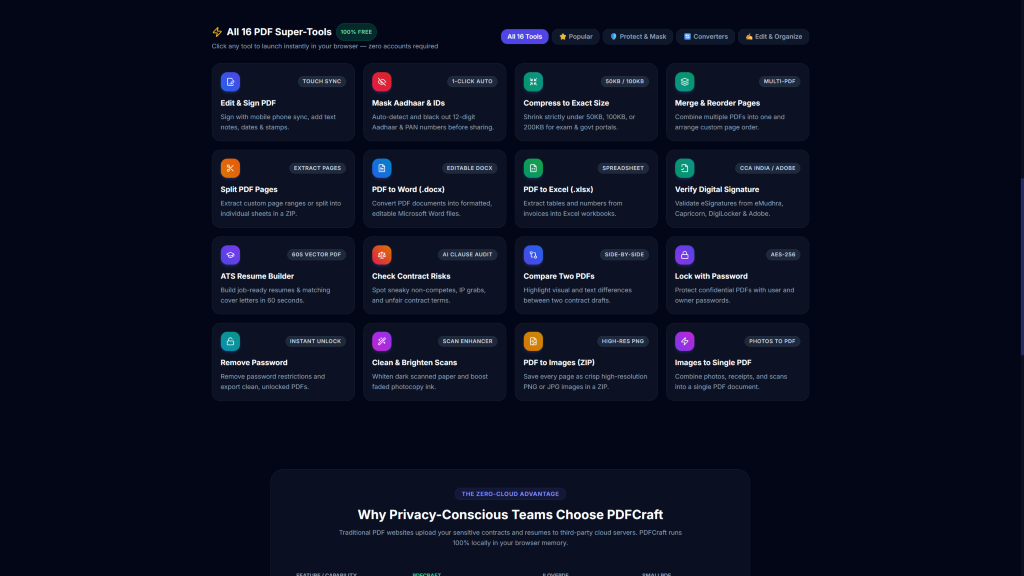 All 16 PDF Super-Tools
100% FREE
Click any tool to launch instantly in your browser — zero accounts required
All 16 Tools
⭐ Popular
🛡️ Protect & Mask
🔄 Converters
✍️ Edit & Organize
TOUCH SYNC
Edit & Sign PDF
Sign with mobile phone sync, add text
notes, dates & stamps.
1-CLICK AUTO
Mask Aadhaar & IDs
Auto-detect and black out 12-digit
Aadhaar & PAN numbers before sharing.
50KB / 100KB
Compress to Exact Size
Shrink strictly under 50KB, 100KB, or
200KB for exam & govt portals.
MULTI-PDF
Merge & Reorder Pages
Combine multiple PDFs into one and
arrange custom page order.
EXTRACT PAGES
Split PDF Pages
Extract custom page ranges or split into
individual sheets in a ZIP.
EDITABLE DOCX
PDF to Word (.docx)
Convert PDF documents into formatted,
editable Microsoft Word files.
SPREADSHEET
PDF to Excel (.xlsx)
Extract tables and numbers from
invoices into Excel workbooks.
CCA INDIA / ADOBE
Verify Digital Signature
Validate eSignatures from eMudhra,
Capricorn, DigiLocker & Adobe.
60S VECTOR PDF
ATS Resume Builder
Build job-ready resumes & matching
cover letters in 60 seconds.
AI CLAUSE AUDIT
Check Contract Risks
Spot sneaky non-competes, IP grabs,
and unfair contract terms.
SIDE-BY-SIDE
Compare Two PDFs
Highlight visual and text differences
between two contract drafts.
AES-256
Lock with Password
Protect confidential PDFs with user and
owner passwords.
INSTANT UNLOCK
Remove Password
Remove password restrictions and
export clean, unlocked PDFs.
SCAN ENHANCER
Clean & Brighten Scans
Whiten dark scanned paper and boost
faded photocopy ink.
HIGH-RES PNG
PDF to Images (ZIP)
Save every page as crisp high-resolution
PNG or JPG images in a ZIP.
PHOTOS TO PDF
Images to Single PDF
Combine photos, receipts, and scans
into a single PDF document.
THE ZERO-CLOUD ADVANTAGE
Why Privacy-Conscious Teams Choose PDFCraft
Traditional PDF websites upload your sensitive contracts and resumes to third-party cloud servers. PDFCraft runs
100% locally in your browser memory.
FEATURE / CAPABILITY
PDFCRAFT
ILOVEPDF
SMALLPDF